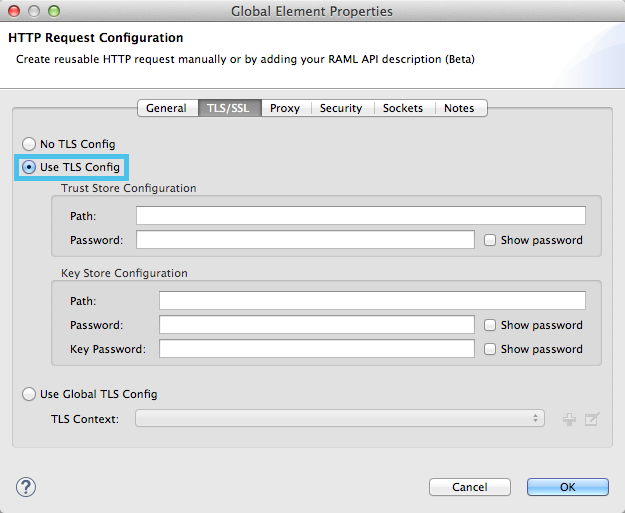 Global Element Properties
HTTP Request Configuration
Create reusable HTTP request manually or by adding your RAML API description (Beta)
General TLS/SSL Proxy Security Sockets Notes
No TLS Config
Use TLS Config
Trust Store Configuration
Path:
Password: Show password
Key Store Configuration
Path:
Password: Show password
Key Password: Show password
Use Global TLS Config
TLS Context:
? Cancel OK